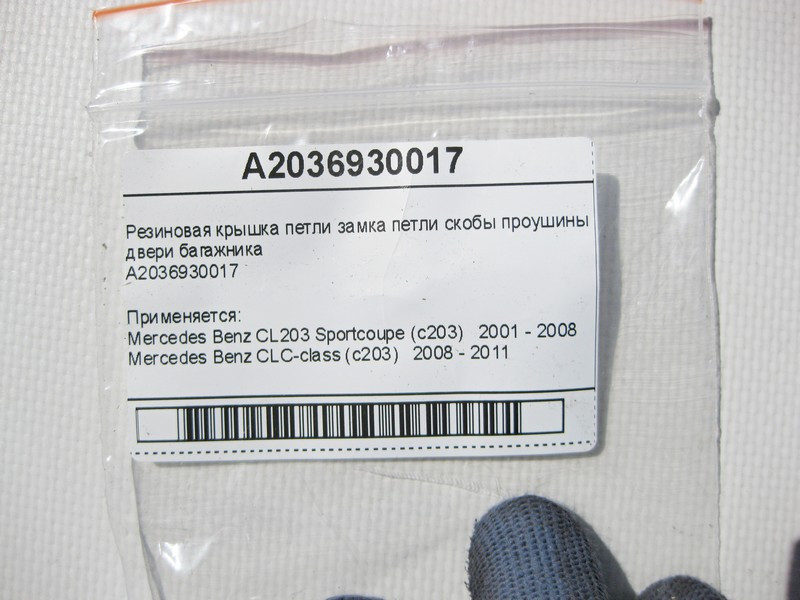 A2036930017
Резиновая крышка петли замка петли скобы проушины
двери багажника
A2036930017
Применяется:
Mercedes Benz CL203 Sportcoupe (c203) 2001 - 2008
Mercedes Benz CLC-class (c203) 2008 - 2011